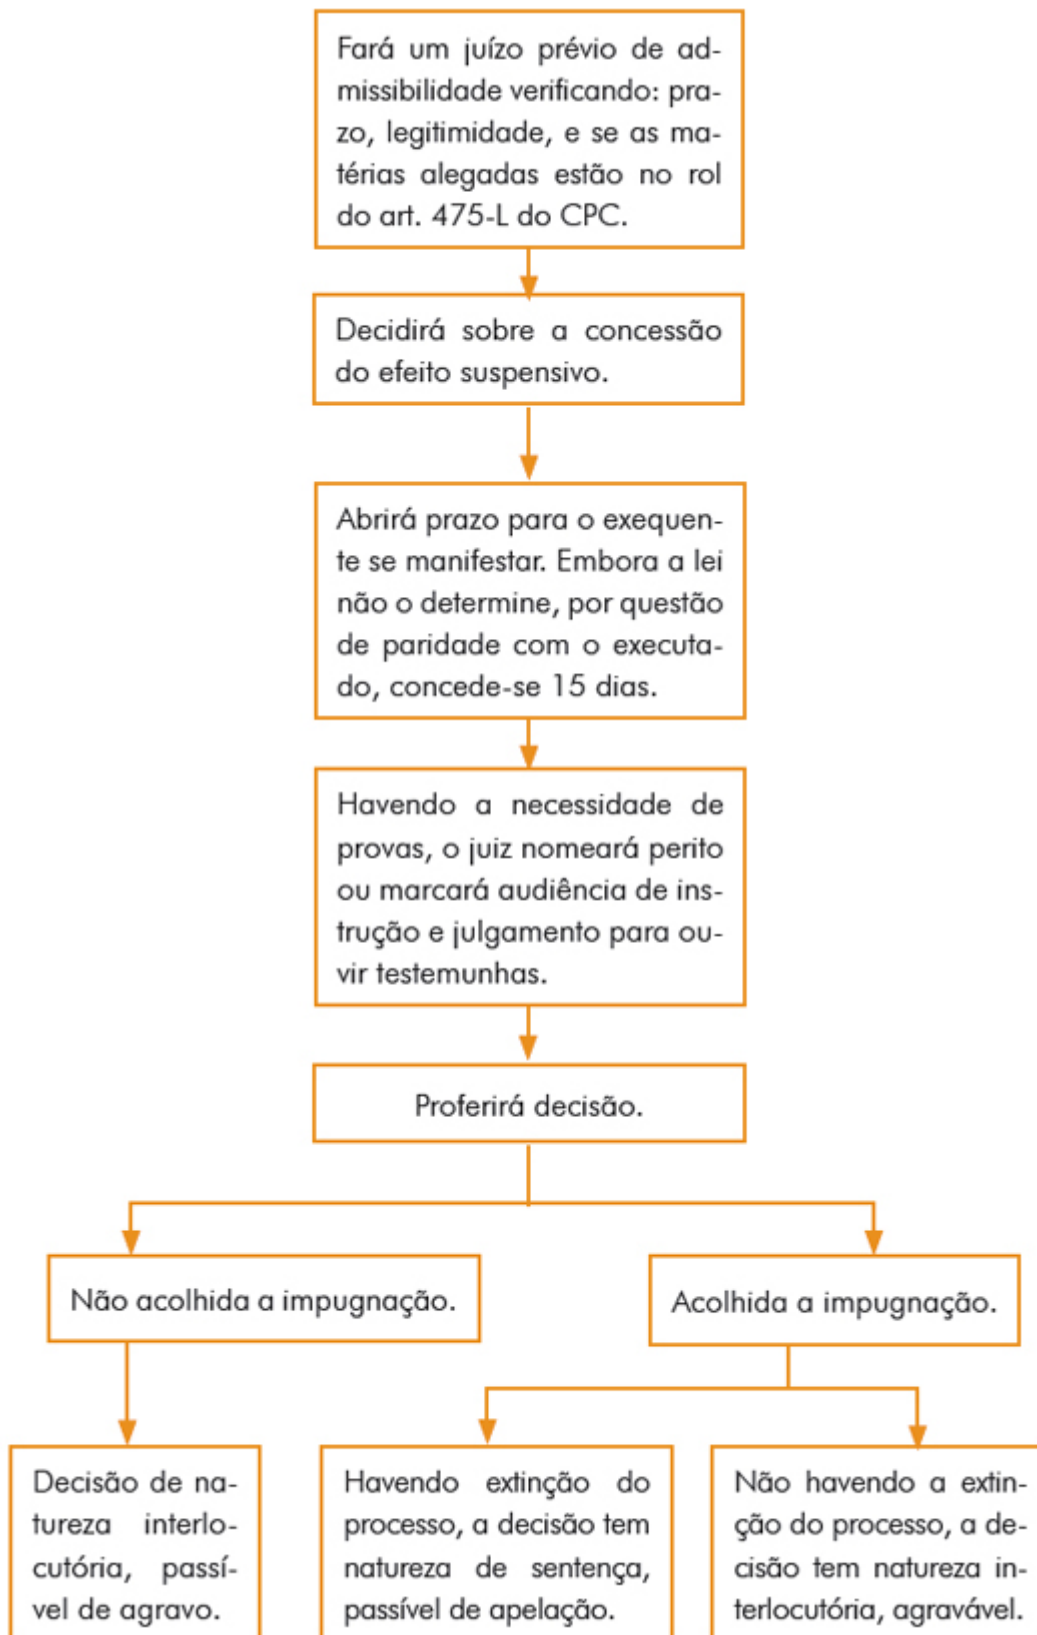 Fará um juízo prévio de ad-
missibilidade verificando: pra-
zo, legitimidade, e se as ma-
térias alegadas estão no rol
do art. 475-L do CPC.
Decidirá sobre a concessão
do efeito suspensivo.
Abrirá prazo para o exequen-
te se manifestar. Embora a lei
não o determine, por questão
de paridade com o executa-
do, concede-se 15 dias.
Havendo a necessidade de
provas, o juiz nomeará perito
ou marcará audiência de ins-
trução e julgamento para ou-
vir testemunhas.
Proferirá decisão.
Não acolhida a impugnação.
Acolhida a impugnação.
Decisão de na-
tureza interlo-
cutória, passí-
vel de agravo.
Havendo extinção do
processo, a decisão tem
natureza de sentença,
passível de apelação.
Não havendo a extin-
ção do processo, a de-
cisão tem natureza in-
terlocutória, agravável.